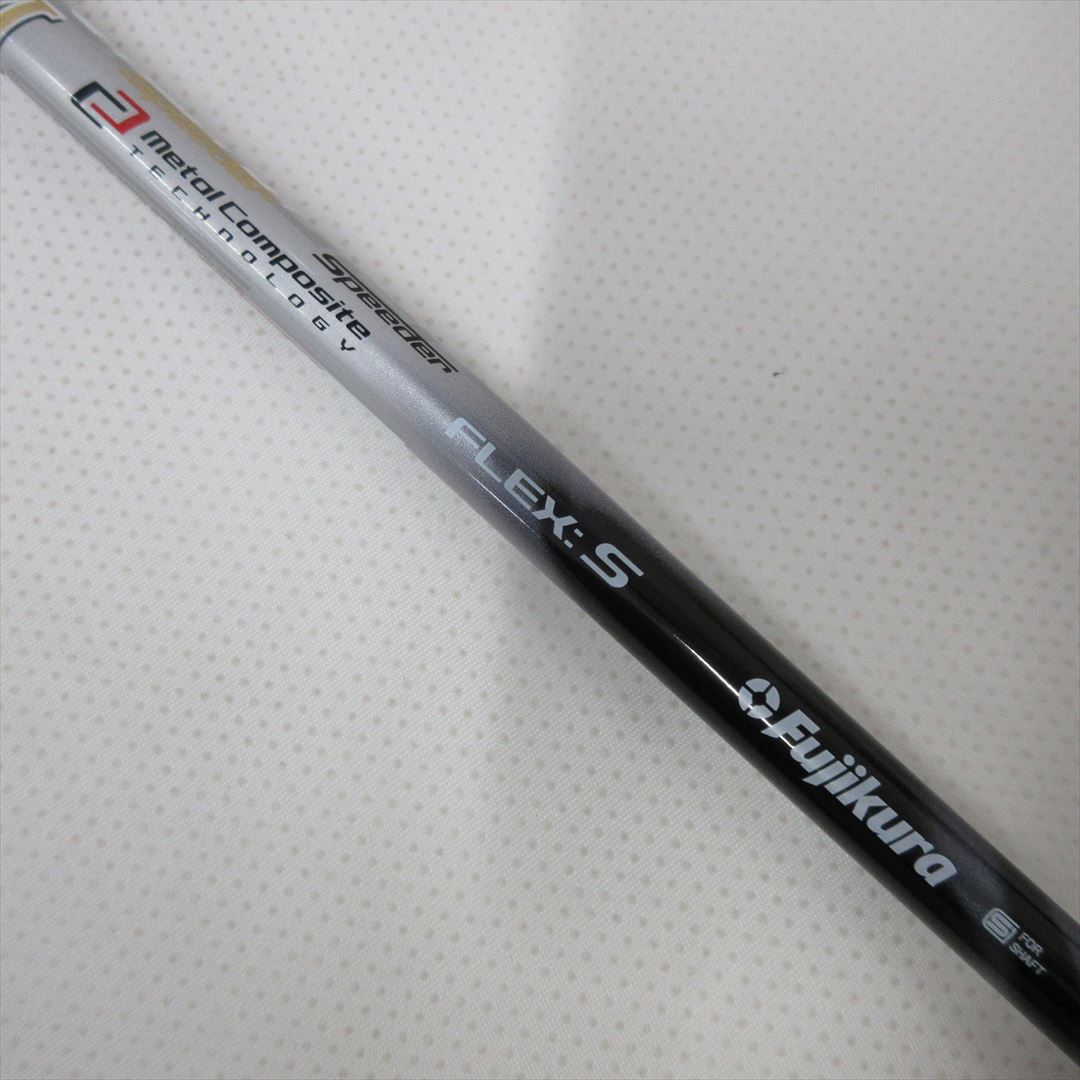 Metal Composite
TECHNOLOGY
Speeder
FLEX: S
Fujikura
S FOR
SHAFT